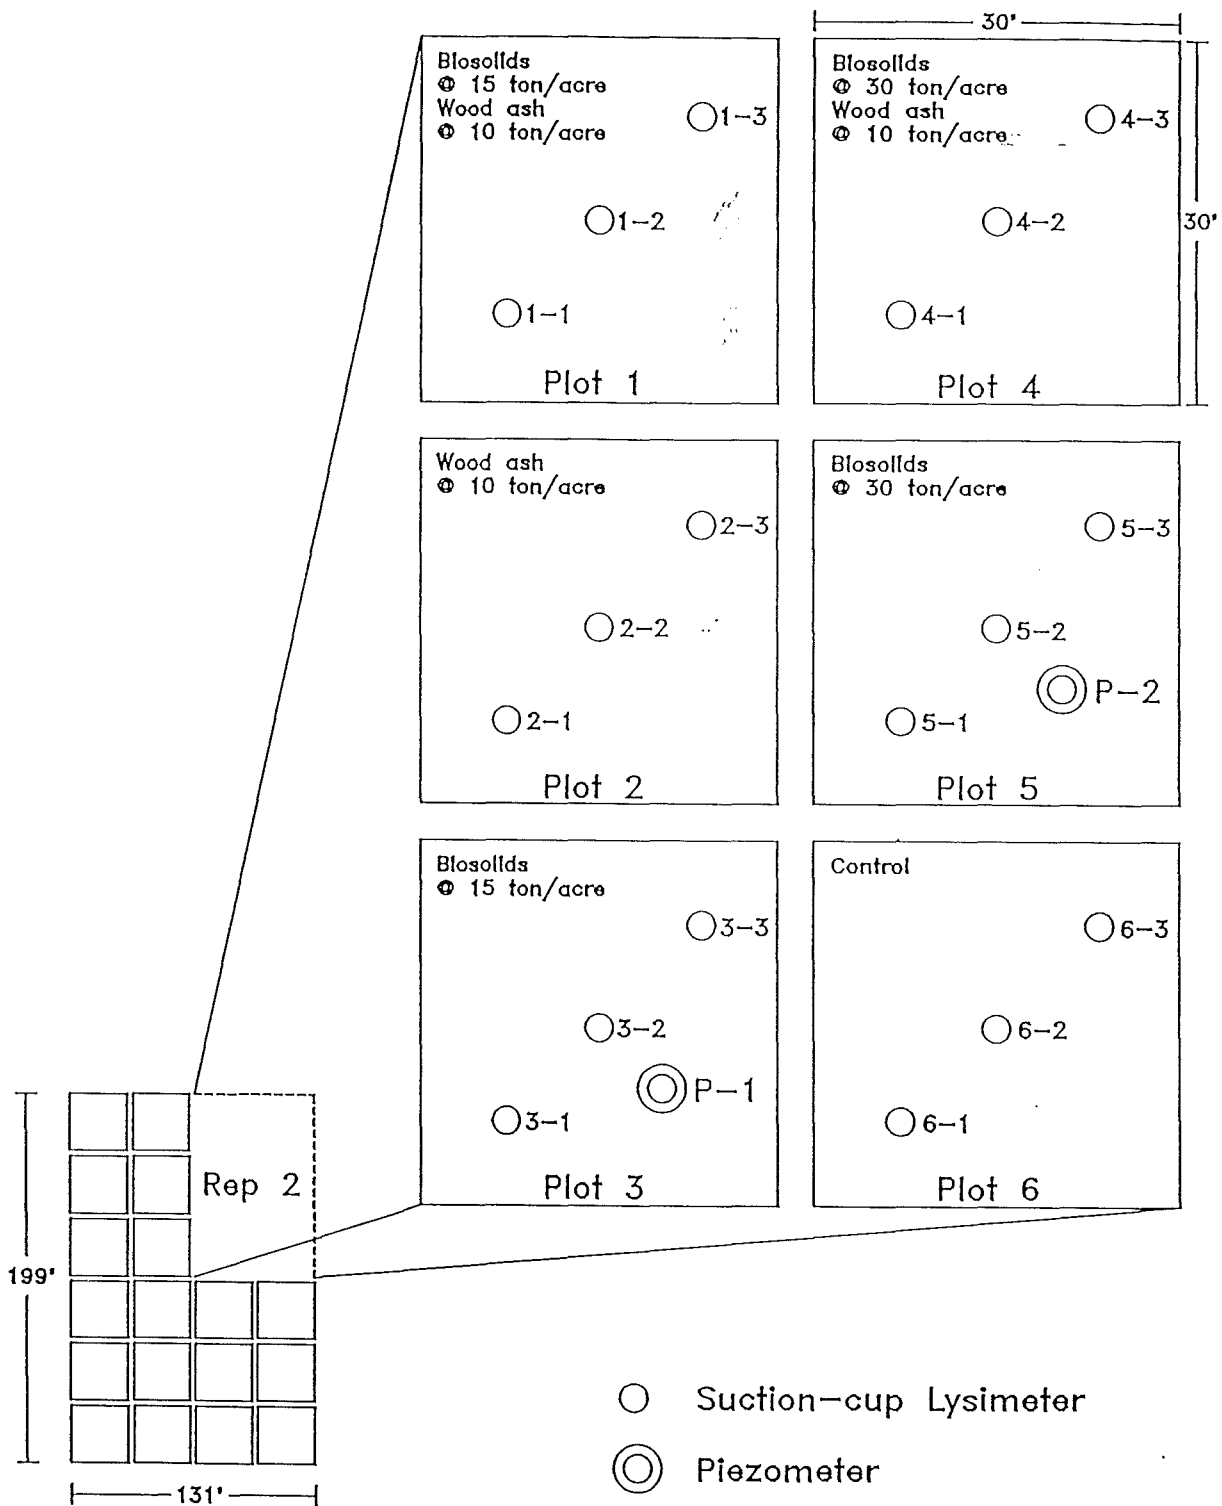 30'
Biosolids
@ 15 ton/acre
Wood ash
@ 10 ton/acre
1-3
1-2
1-1
Plot 1
Biosolids
@ 30 ton/acre
Wood ash
@ 10 ton/acre
4-3
4-2
4-1
Plot 4
30'
Wood ash
@ 10 ton/acre
2-3
2-2
2-1
Plot 2
Biosolids
@ 30 ton/acre
5-3
5-2
P-2
5-1
Plot 5
Biosolids
@ 15 ton/acre
3-3
3-2
P-1
3-1
Plot 3
Control
6-3
6-2
6-1
Plot 6
Rep 2
199'
131'
Suction-cup Lysimeter
Piezometer